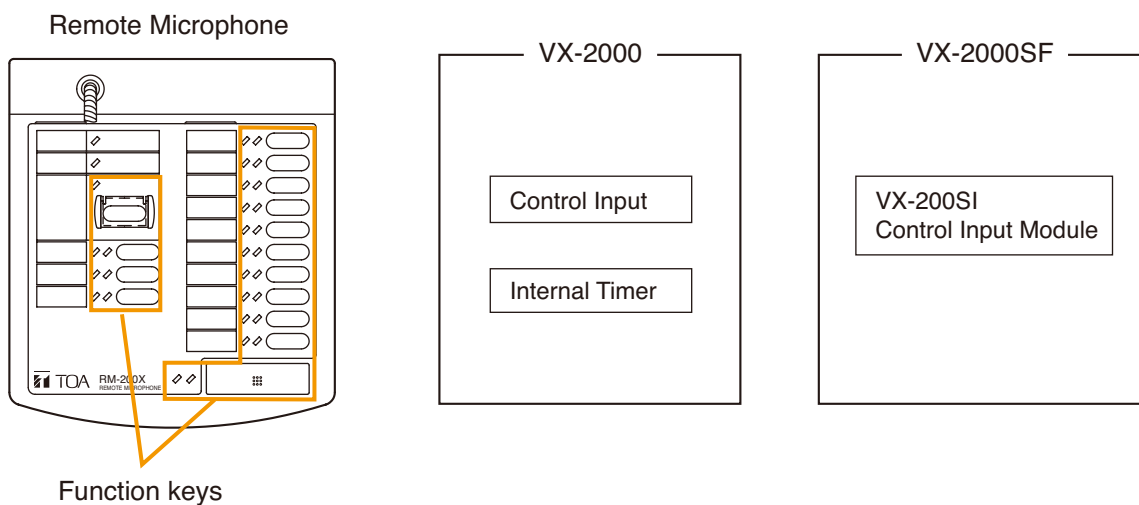 Remote Microphone
TOA
RM-200X
REMOTE MICROPHONE
Function keys
VX-2000
Control Input
Internal Timer
VX-2000SF
VX-200SI
Control Input Module